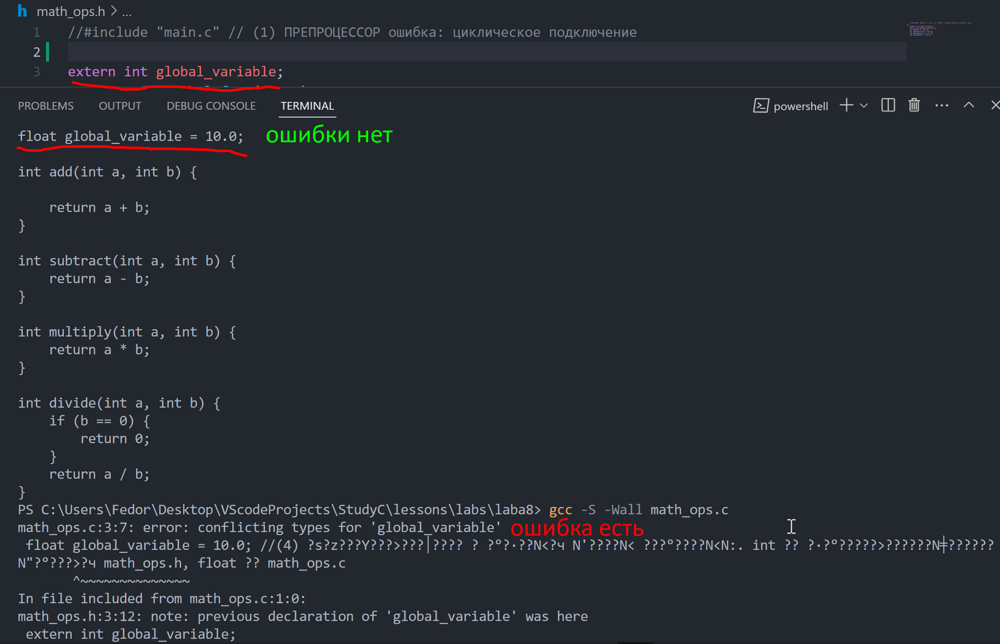 math_ops.h > ...
1 //#include "main.c" // (1) ПРЕПРОЦЕССОР ошибка: циклическое подключение
2
3 extern int global_variable;
PROBLEMS OUTPUT DEBUG CONSOLE TERMINAL powershell
float global_variable = 10.0; ошибки нет
int add(int a, int b) {
return a + b;
}
int subtract(int a, int b) {
return a - b;
}
int multiply(int a, int b) {
return a * b;
}
int divide(int a, int b) {
if (b == 0) {
return 0;
}
return a / b;
}
PS C:\Users\Fedor\Desktop\VScodeProjects\StudyC\lessons\labs\laba8> gcc -S -Wall math_ops.c
math_ops.c:3:7: error: conflicting types for 'global_variable' ошибка есть
float global_variable = 10.0; //(4) ?s?z???Y???>???|???? ? ?°?·??N<?ч N'????N< ???°????N<N:. int ?? ?·?°?????>??????N╪??????
N"?°???>?ч math_ops.h, float ?? math_ops.c
^~~~~~~~~~~~~~~
In file included from math_ops.c:1:0:
math_ops.h:3:12: note: previous declaration of 'global_variable' was here
extern int global_variable;